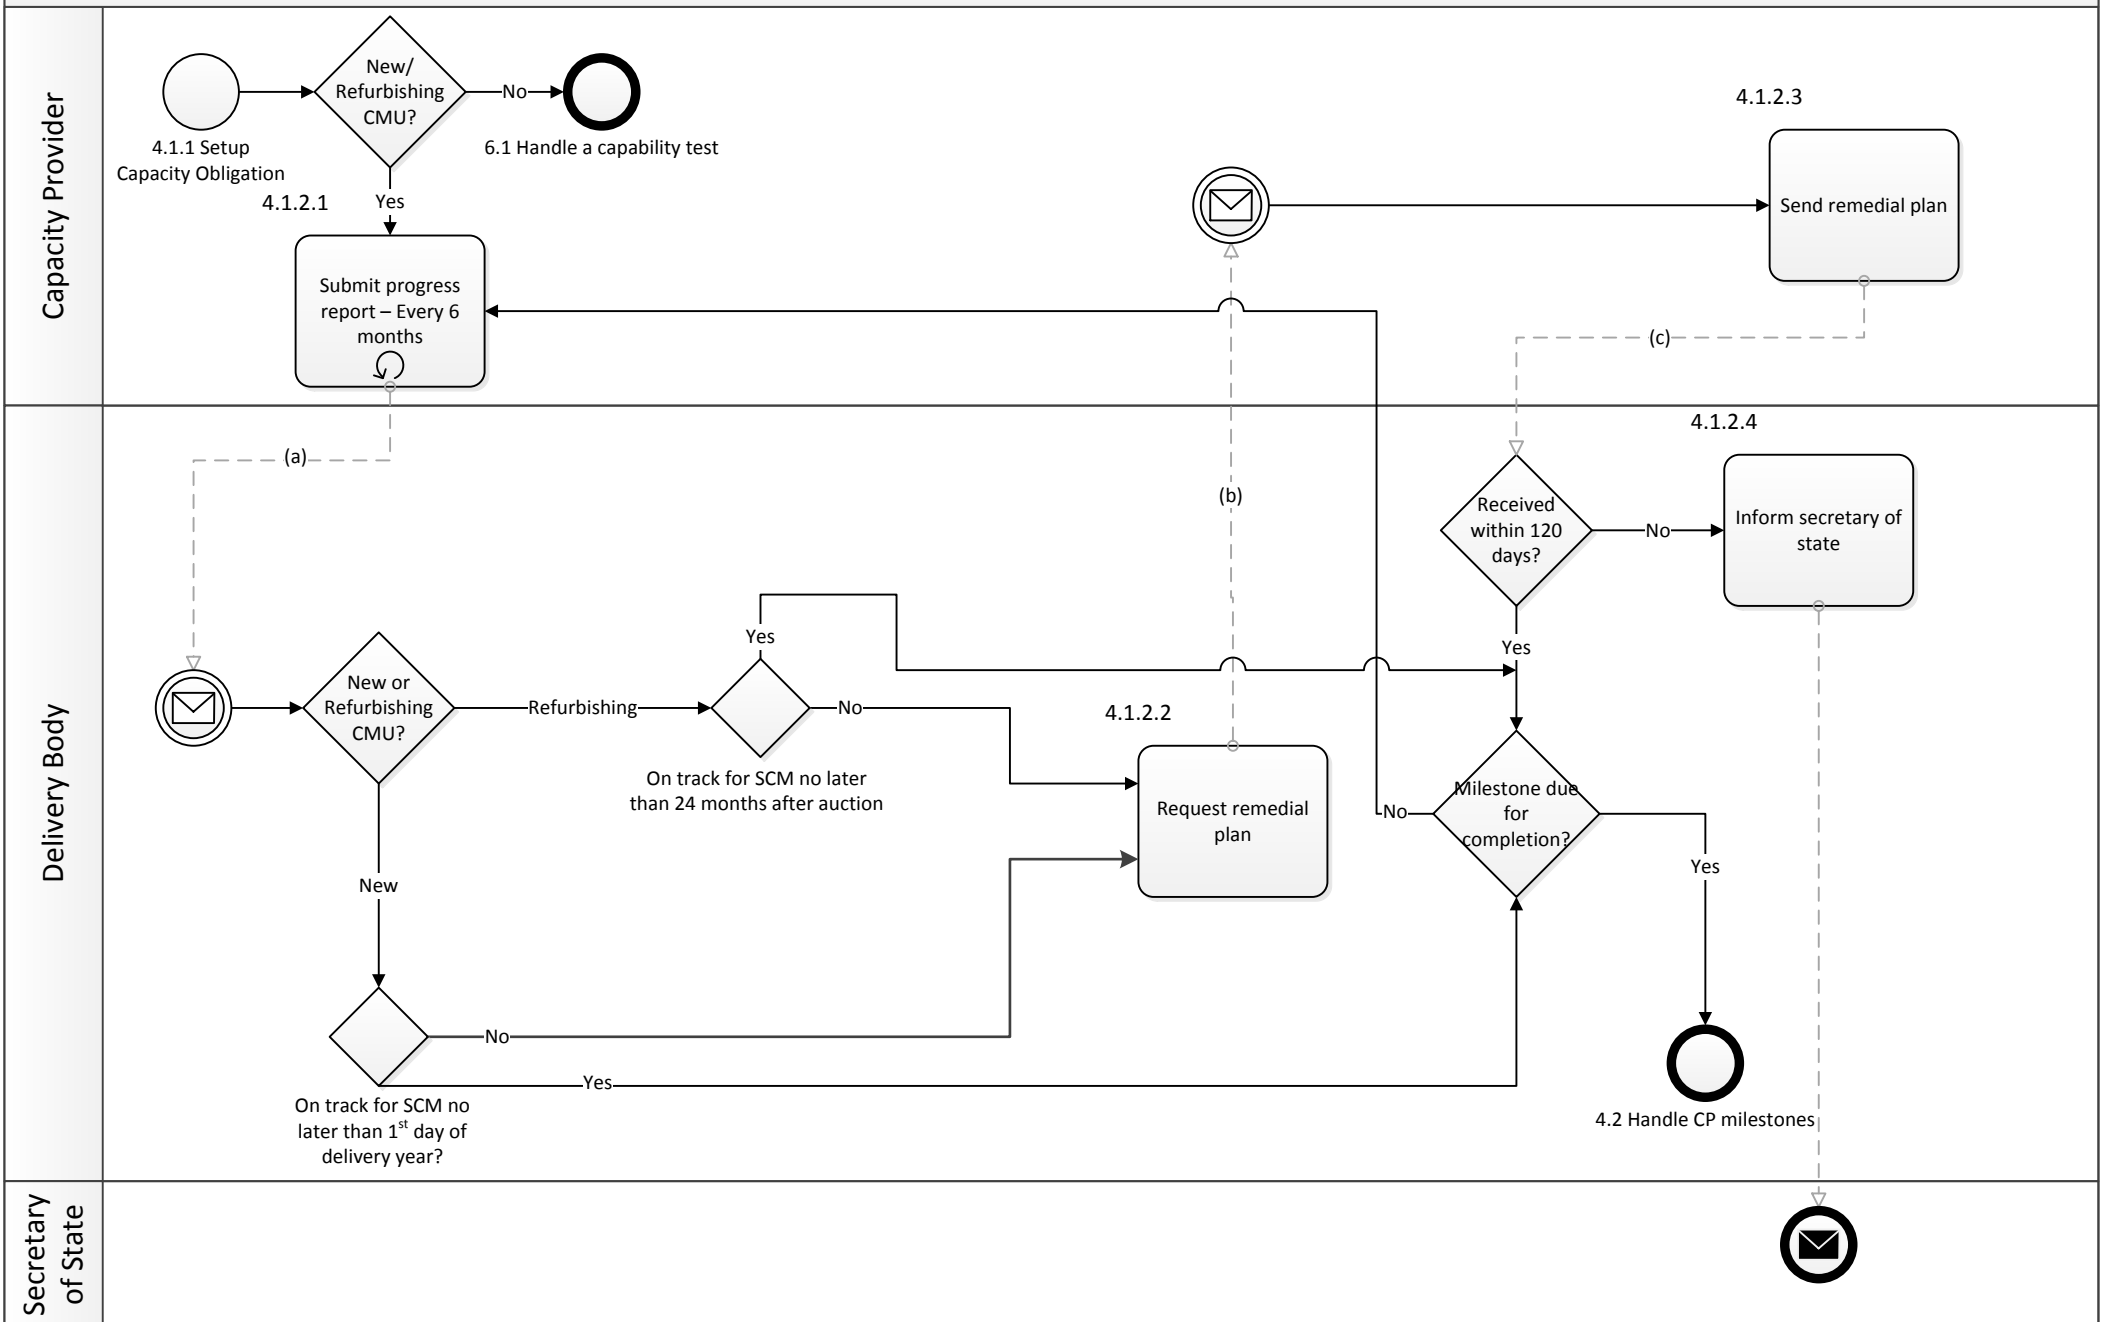 Capacity Provider
New/
Refurbishing
CMU?
No
4.1.1 Setup
Capacity Obligation
6.1 Handle a capability test
4.1.2.1
Yes
Submit progress
report – Every 6
months
4.1.2.3
Send remedial plan
(c)
Delivery Body
(a)
(b)
4.1.2.4
Received
within 120
days?
No
Inform secretary of
state
Yes
Yes
New or
Refurbishing
CMU?
Refurbishing
No
On track for SCM no later
than 24 months after auction
4.1.2.2
Request remedial
plan
No
Milestone due
for
completion?
Yes
New
No
Yes
On track for SCM no
later than 1st day of
delivery year?
4.2 Handle CP milestones
Secretary
of State